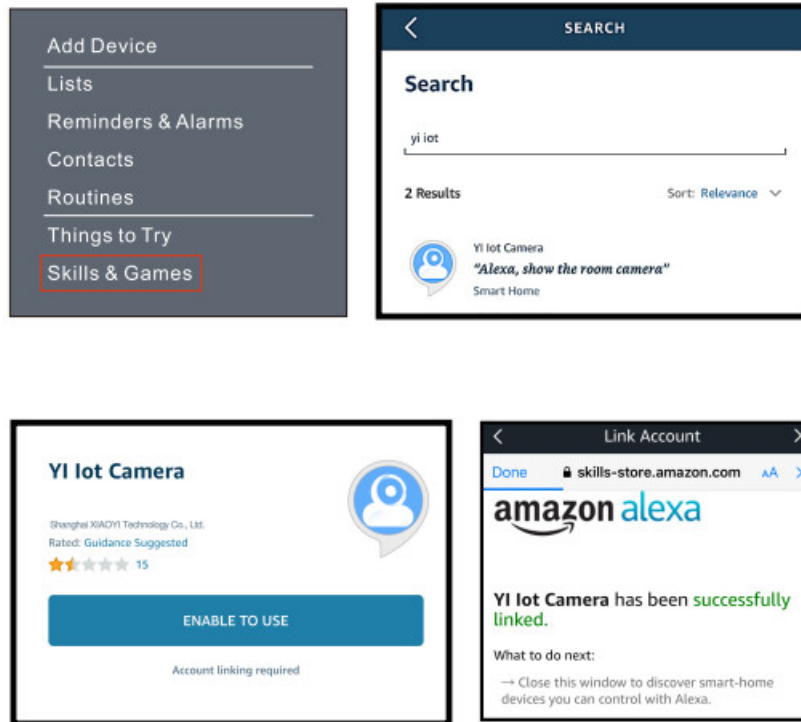 Add Device
Lists
Reminders & Alarms
Contacts
Routines
Things to Try
Skills & Games
SEARCH
Search
yi iot
2 Results
Sort: Relevance
YI Iot Camera
"Alexa, show the room camera"
Smart Home
YI Iot Camera
Shanghai XIAOYI Technology Co., Ltd.
Rated: Guidance Suggested
15
ENABLE TO USE
Account linking required
Link Account
Done
skills-store.amazon.com
AA
amazon alexa
YI Iot Camera has been successfully
linked.
What to do next:
→ Close this window to discover smart-home
devices you can control with Alexa.